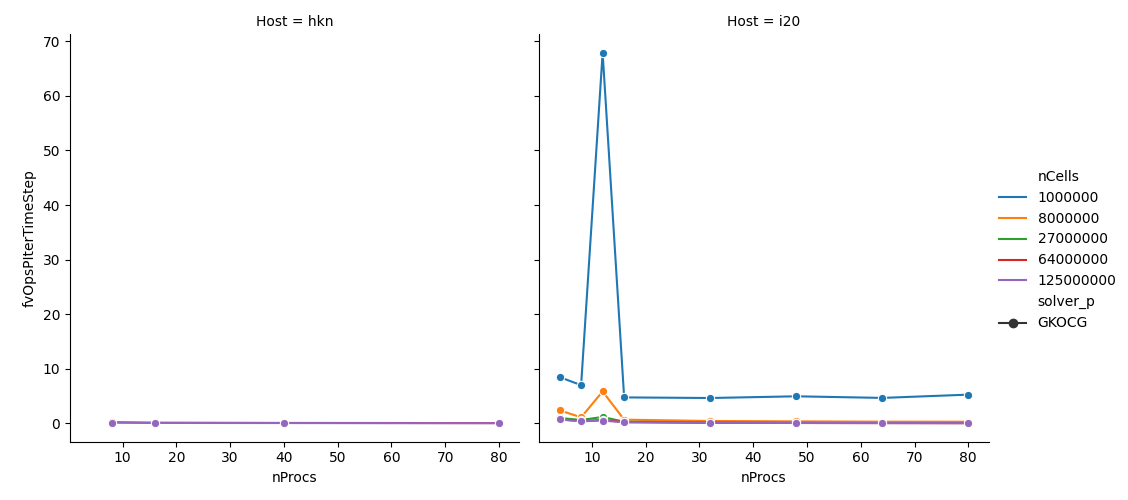 Host = hkn
Host = i20
fvOpsPIterTimeStep
70
60
50
40
30
20
10
0
10 20 30 40 50 60 70 80
10 20 30 40 50 60 70 80
nProcs
nProcs
nCells
1000000
8000000
27000000
64000000
125000000
solver_p
GKOCG